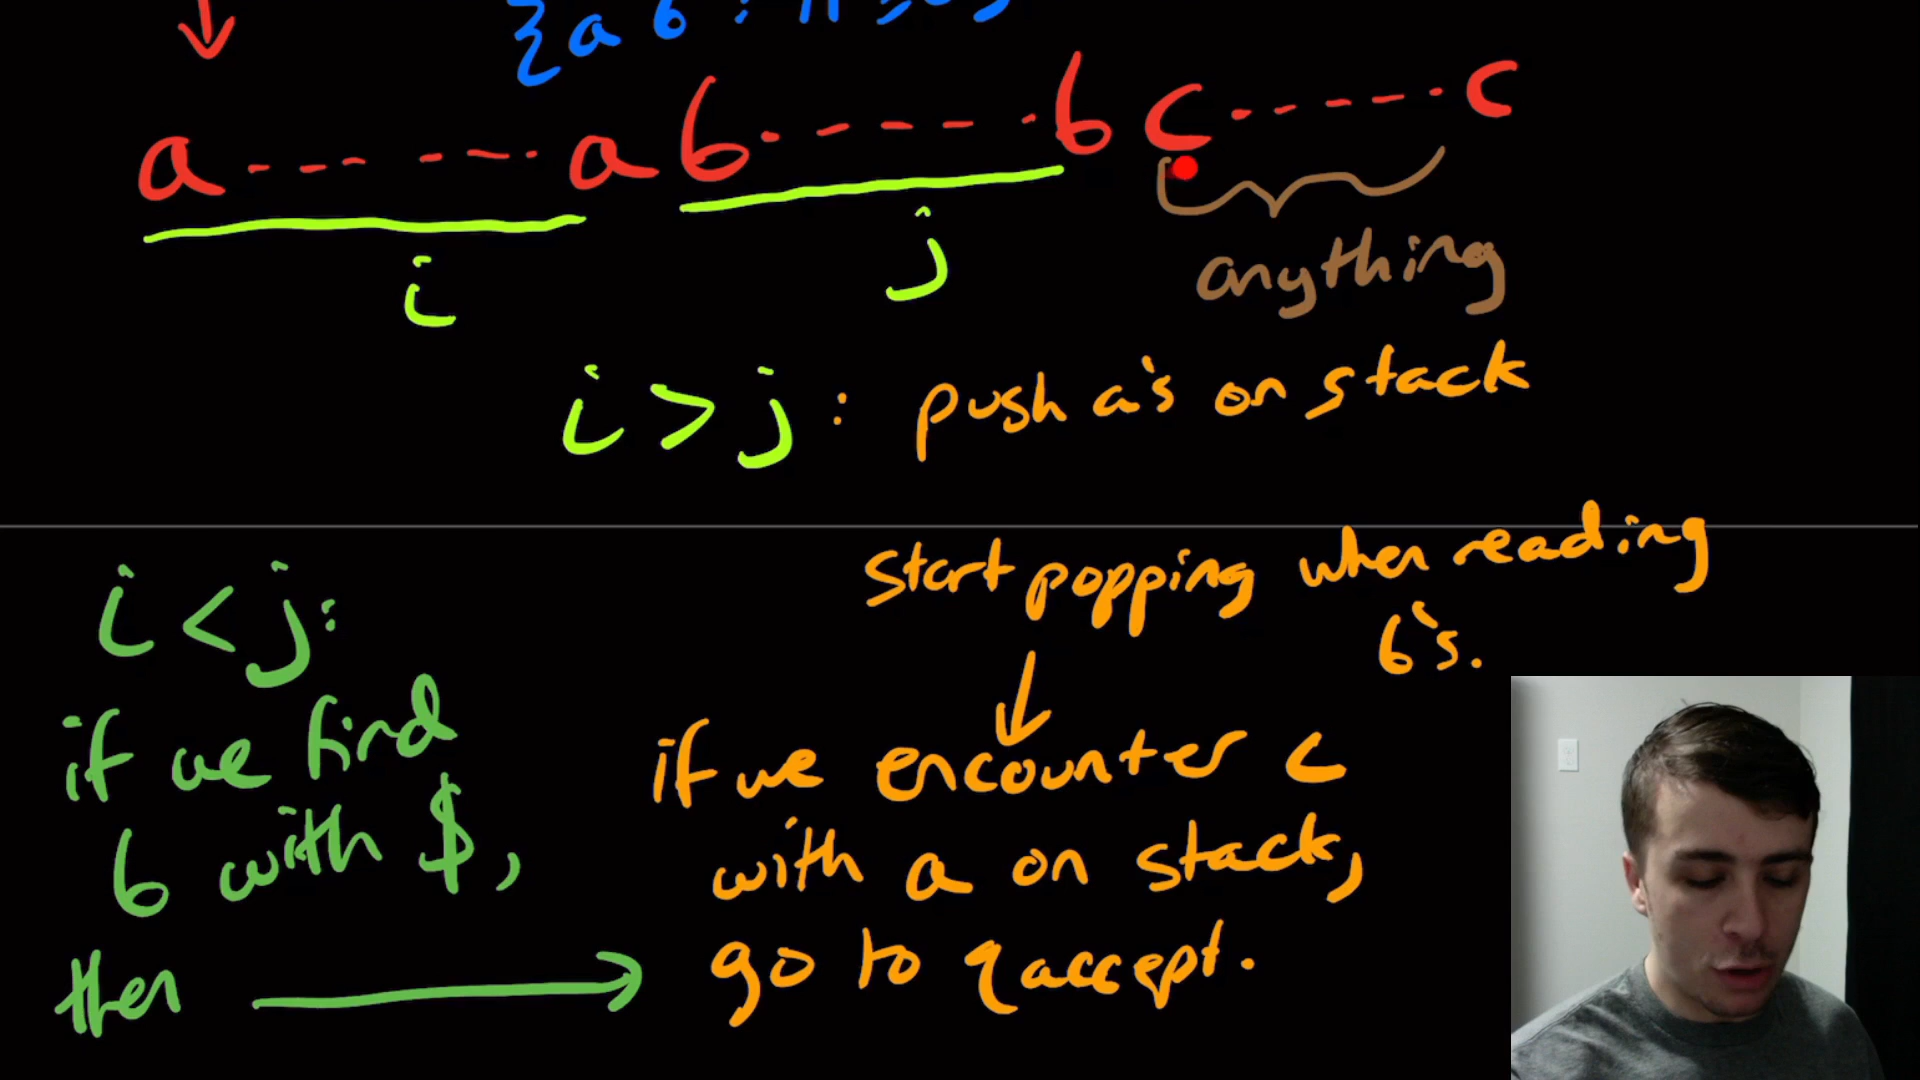 a - - - - - - a b - - - - - - b c - - - - - c
i
j
anything
i > j : push a's on stack
start popping when reading
b's.
if we encounter c
with a on stack,
go to qaccept.
i < j :
if we find
b with $,
then